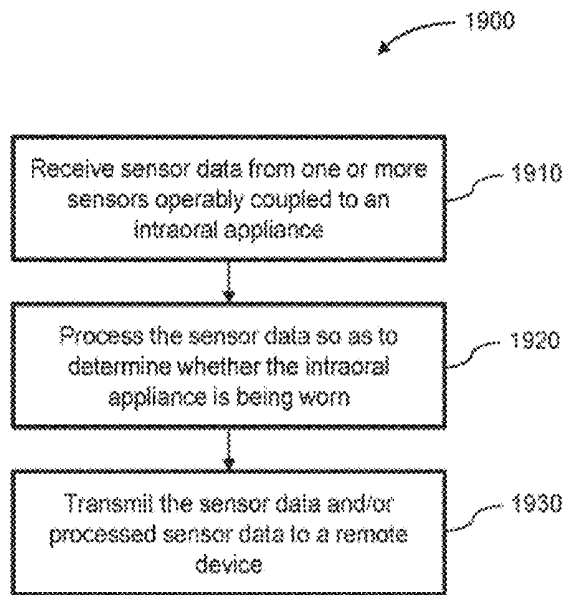 1900
Receive sensor data from one or more
sensors operably coupled to an
intraoral appliance
1910
Process the sensor data so as to
determine whether the intraoral
appliance is being worn
1920
Transmit the sensor data and/or
processed sensor data to a remote
device
1930